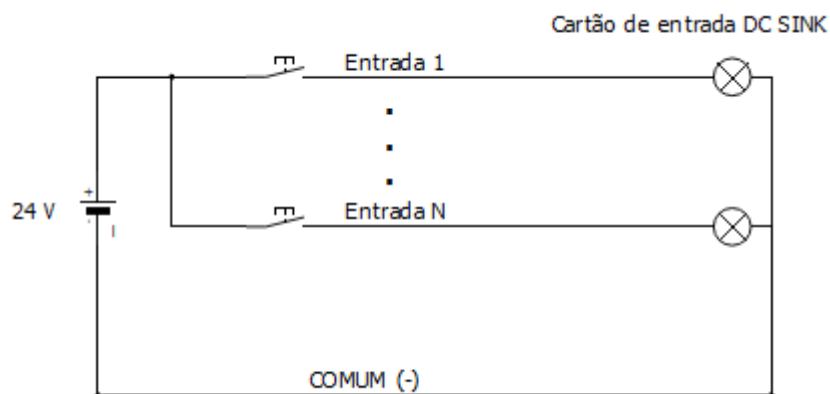 Cartão de entrada DC SINK
Entrada 1
+
24 V
-
Entrada N
COMUM (-)